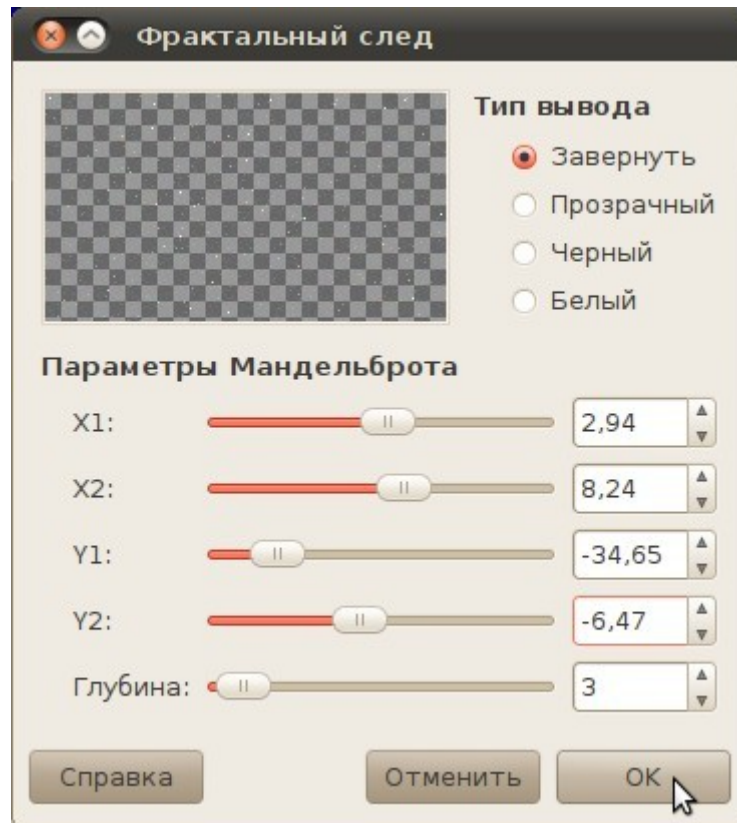 Фрактальный след
Тип вывода
Завернуть
Прозрачный
Черный
Белый
Параметры Мандельброта
X1: 2,94
X2: 8,24
Y1: -34,65
Y2: -6,47
Глубина: 3
Справка Отменить OK